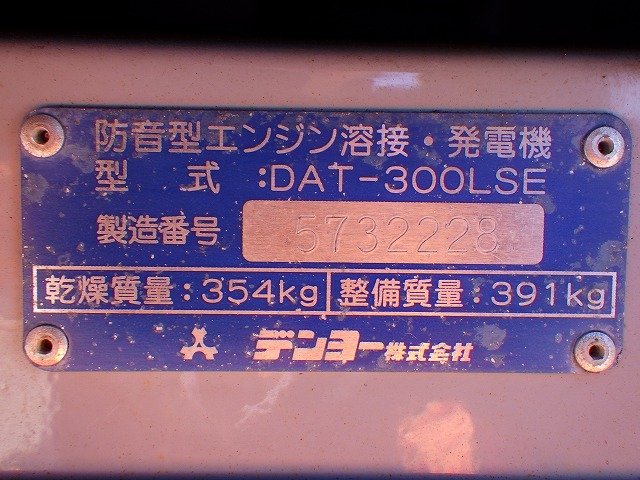 防音型エンジン溶接・発電機
型 式 :DAT-300LSE
製造番号 5732228
乾燥質量:354kg 整備質量:391kg
デンヨー株式会社